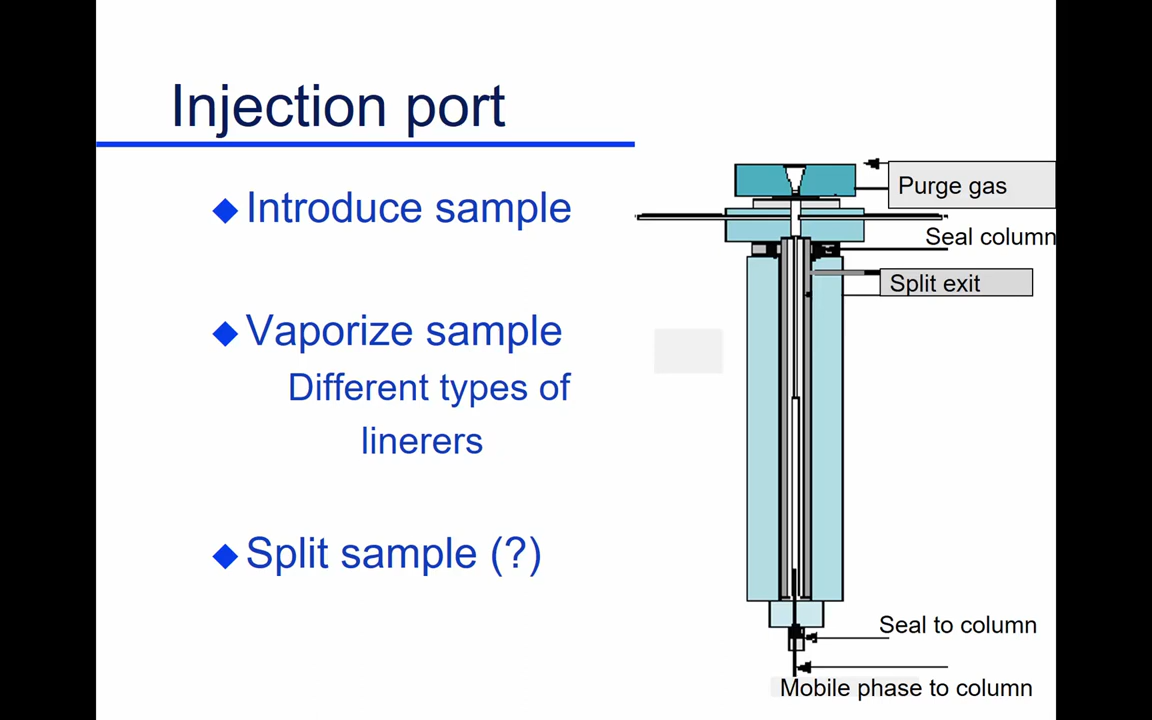 Injection port
Introduce sample
Vaporize sample
Different types of
linerers
Split sample (?)
Purge gas
Seal column
Split exit
Seal to column
Mobile phase to column